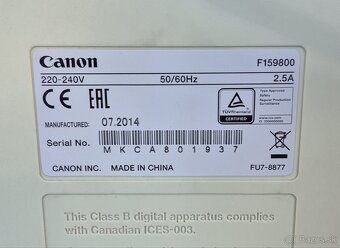 Canon F159800
220-240V 50/60Hz 2.5A
CE EAC
TÜVRheinland
CERTIFIED
Type Approved
Safety
Regular
Production
Surveillance
MANUFACTURED: 07.2014
Serial No. MKCA801937
CANON INC. MADE IN CHINA FU7-8877
This Class B digital apparatus complies
with Canadian ICES-003.
bazos.sk